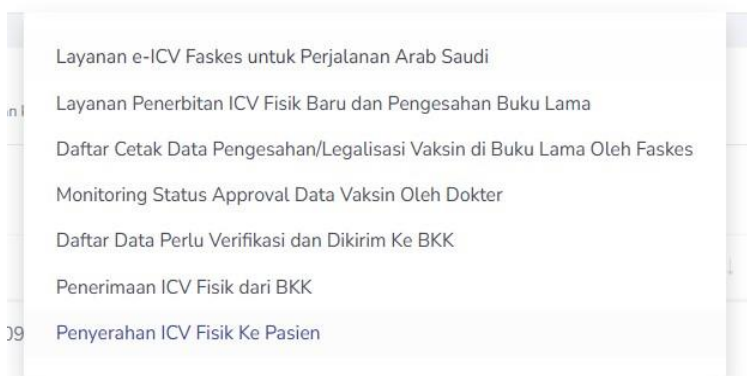 Layanan e-ICV Faskes untuk Perjalanan Arab Saudi
Layanan Penerbitan ICV Fisik Baru dan Pengesahan Buku Lama
Daftar Cetak Data Pengesahan/Legalisasi Vaksin di Buku Lama Oleh Faskes
Monitoring Status Approval Data Vaksin Oleh Dokter
Daftar Data Perlu Verifikasi dan Dikirim Ke BKK
Penerimaan ICV Fisik dari BKK
09
Penyerahan ICV Fisik Ke Pasien